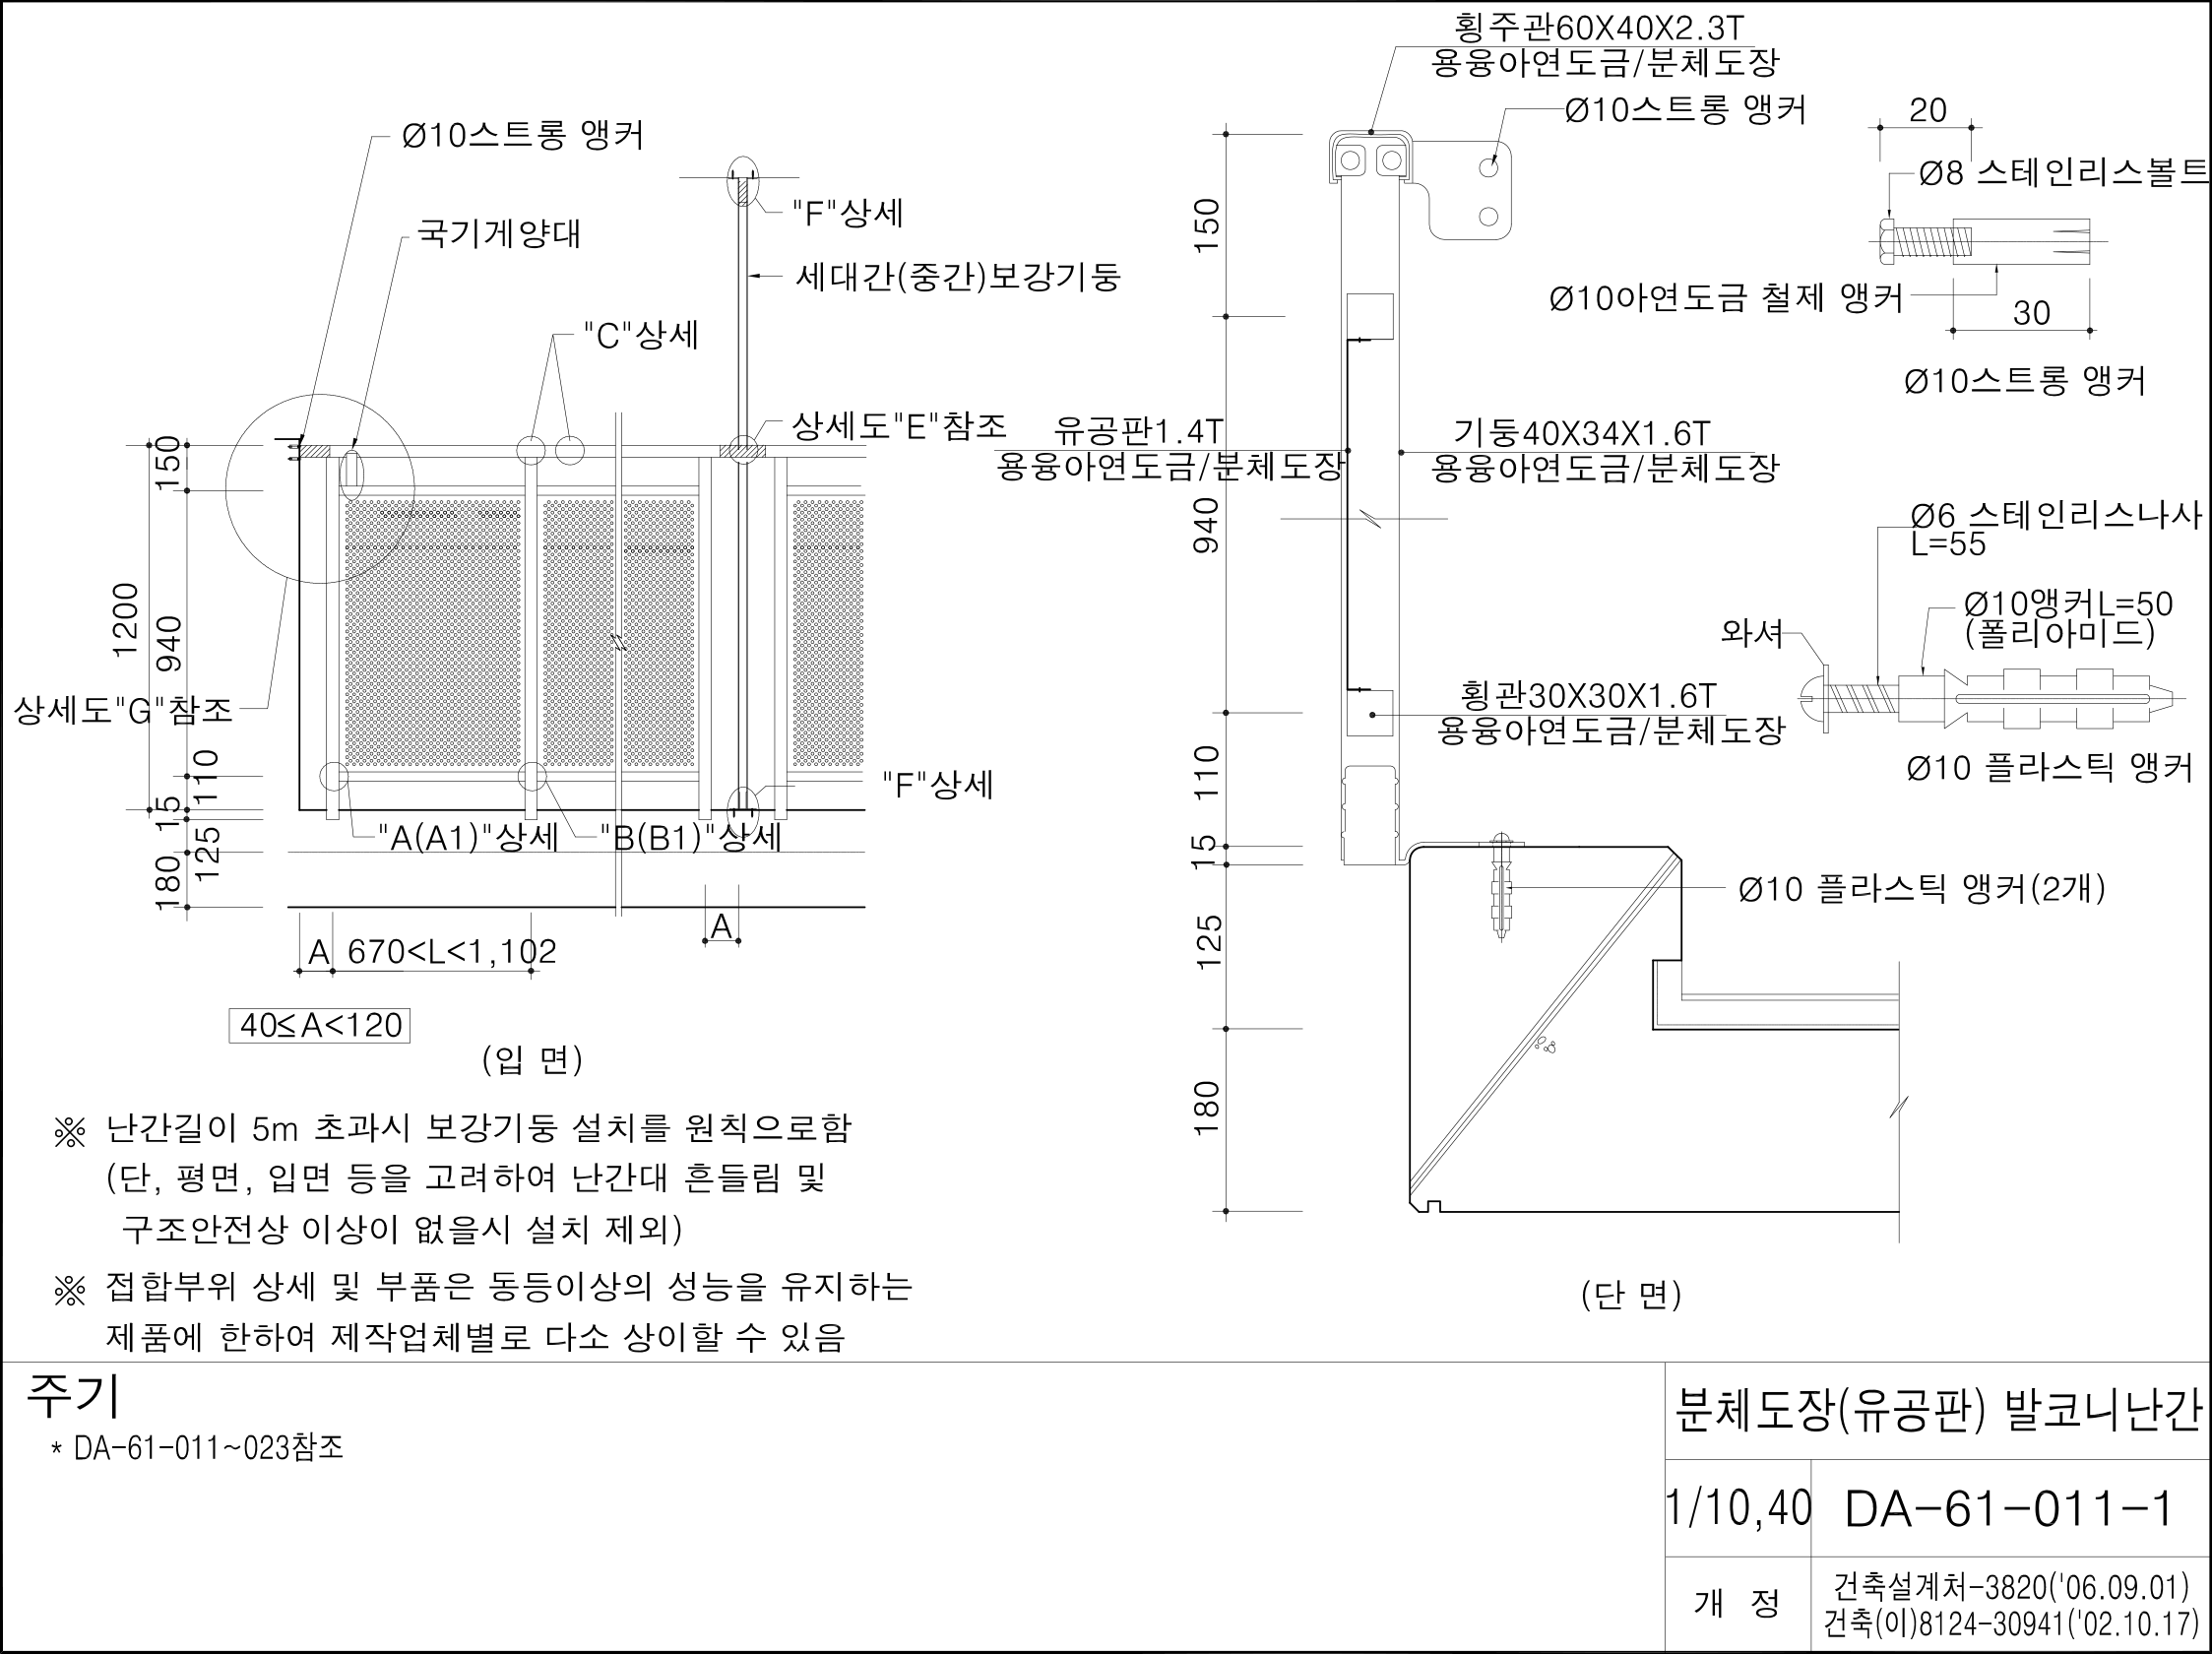 Ø10스트롱 앵커
국기게양대
"F"상세
세대간(중간)보강기둥
"C"상세
상세도"E"참조
150
1200
940
상세도"G"참조
110
15
125
180
"A(A1)"상세
"B(B1)"상세
"F"상세
A
670<L<1,102
A
40≤A<120
(입 면)
※ 난간길이 5m 초과시 보강기둥 설치를 원칙으로함
(단, 평면, 입면 등을 고려하여 난간대 흔들림 및
구조안전상 이상이 없을시 설치 제외)
※ 접합부위 상세 및 부품은 동등이상의 성능을 유지하는
제품에 한하여 제작업체별로 다소 상이할 수 있음
횡주관60X40X2.3T
용융아연도금/분체도장
Ø10스트롱 앵커
150
유공판1.4T
용융아연도금/분체도장
기둥40X34X1.6T
용융아연도금/분체도장
940
횡관30X30X1.6T
용융아연도금/분체도장
110
15
125
180
Ø10 플라스틱 앵커(2개)
(단 면)
20
Ø8 스테인리스볼트
Ø10아연도금 철제 앵커
30
Ø10스트롱 앵커
Ø6 스테인리스나사
L=55
Ø10앵커L=50
(폴리아미드)
와셔
Ø10 플라스틱 앵커
주기
* DA-61-011~023참조
분체도장(유공판) 발코니난간
1/10,40
DA-61-011-1
개 정
건축설계처-3820('06.09.01)
건축(이)8124-30941('02.10.17)